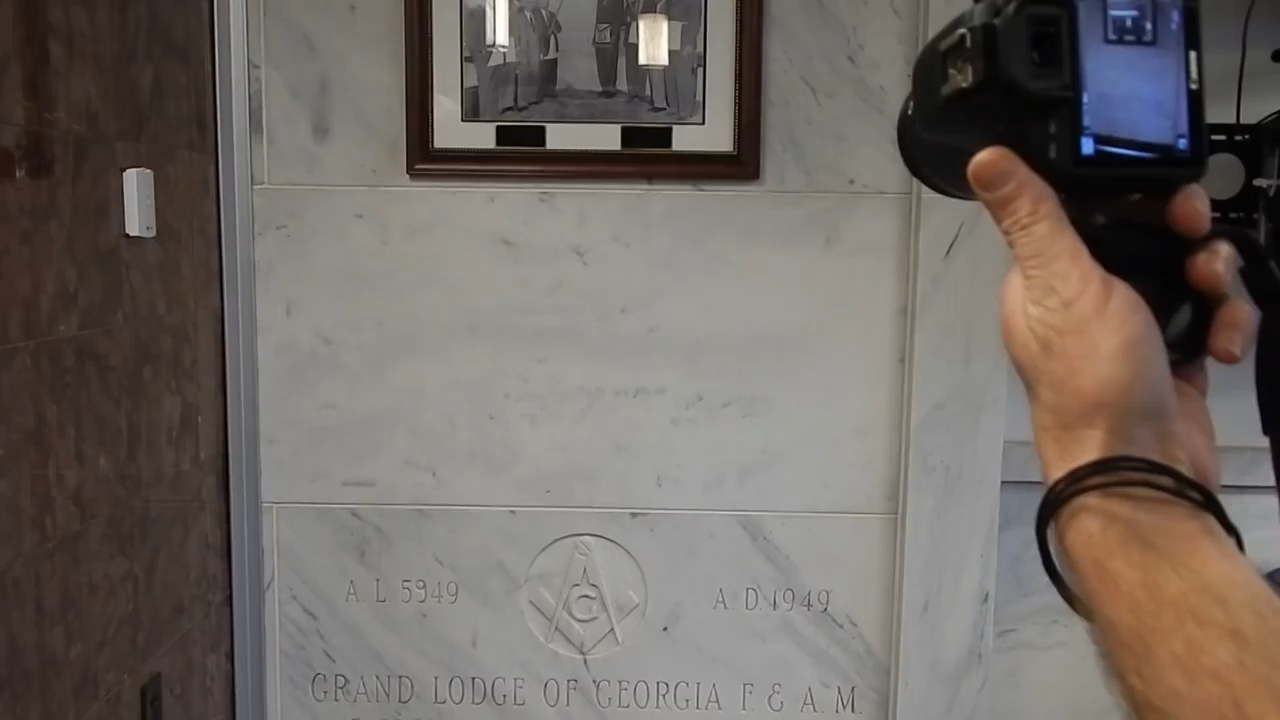 A L 5949
G
A. D. 1949
GRAND LODGE OF GEORGIA F & A. M.